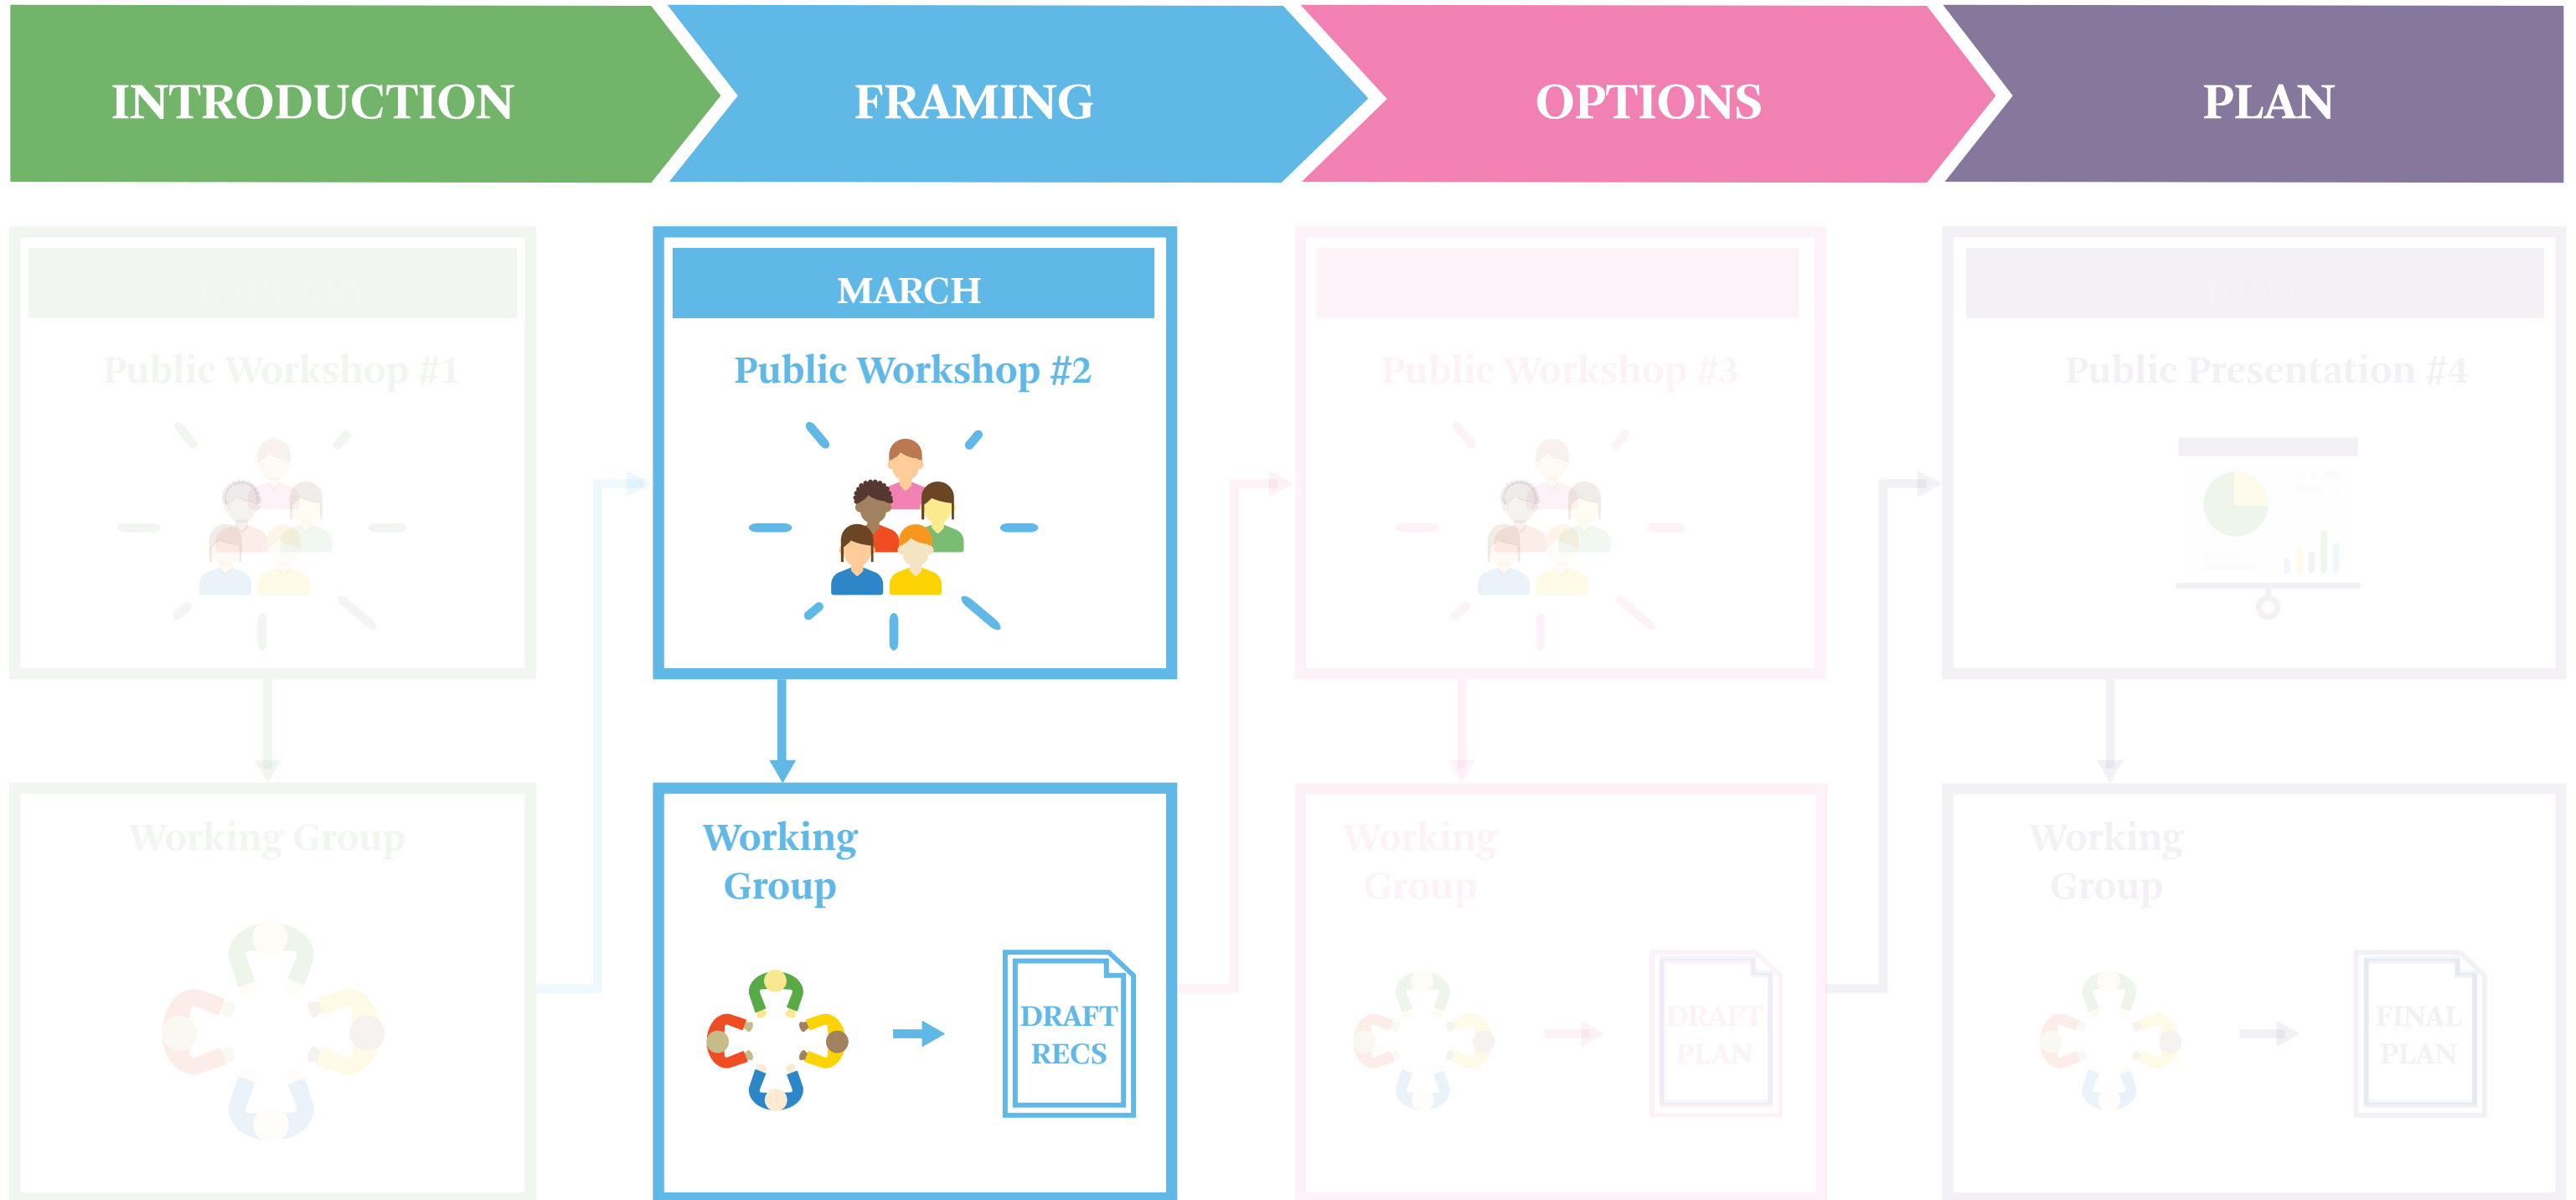 INTRODUCTION
FRAMING
OPTIONS
PLAN
Public Workshop #1
Working Group
MARCH
Public Workshop #2
Working
Group
DRAFT
RECS
Public Workshop #3
Working
Group
DRAFT
PLAN
Public Presentation #4
Working
Group
FINAL
PLAN